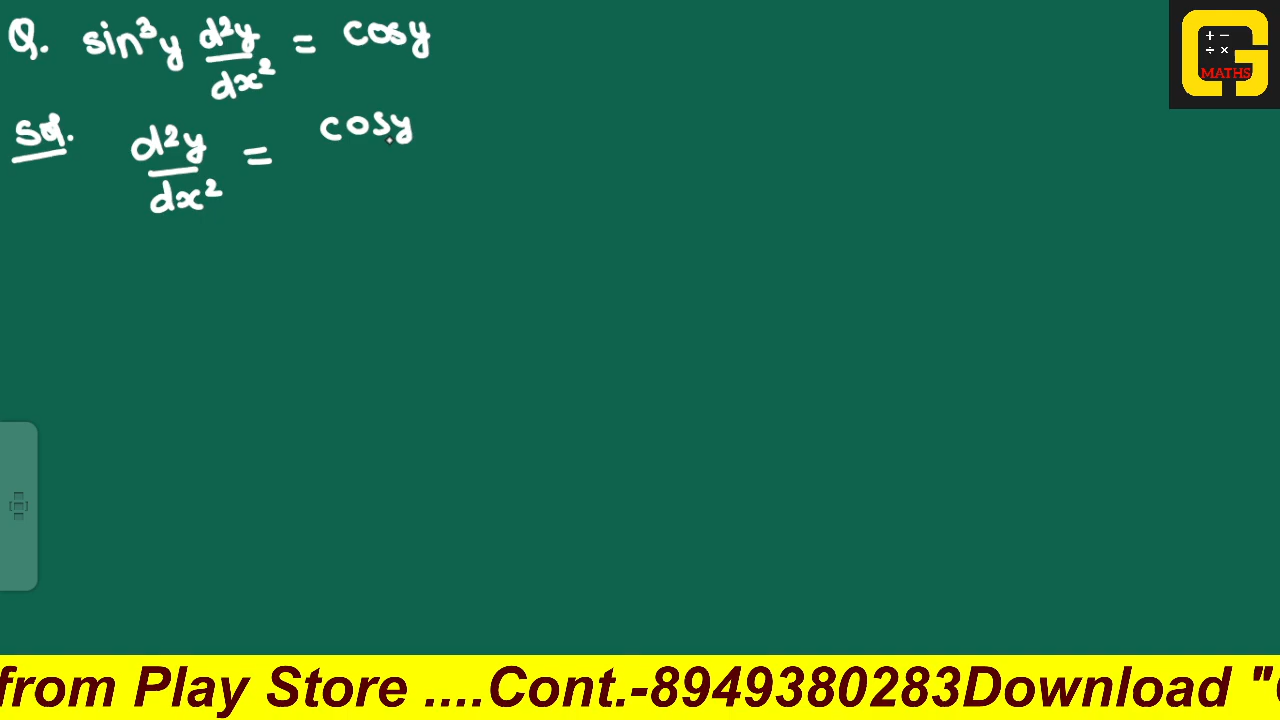 Q. sin³y d²y/dx² = cosy
Sol. d²y/dx² = cosy
+ −
÷ ×
MATHS
from Play Store ....Cont.-8949380283Download "